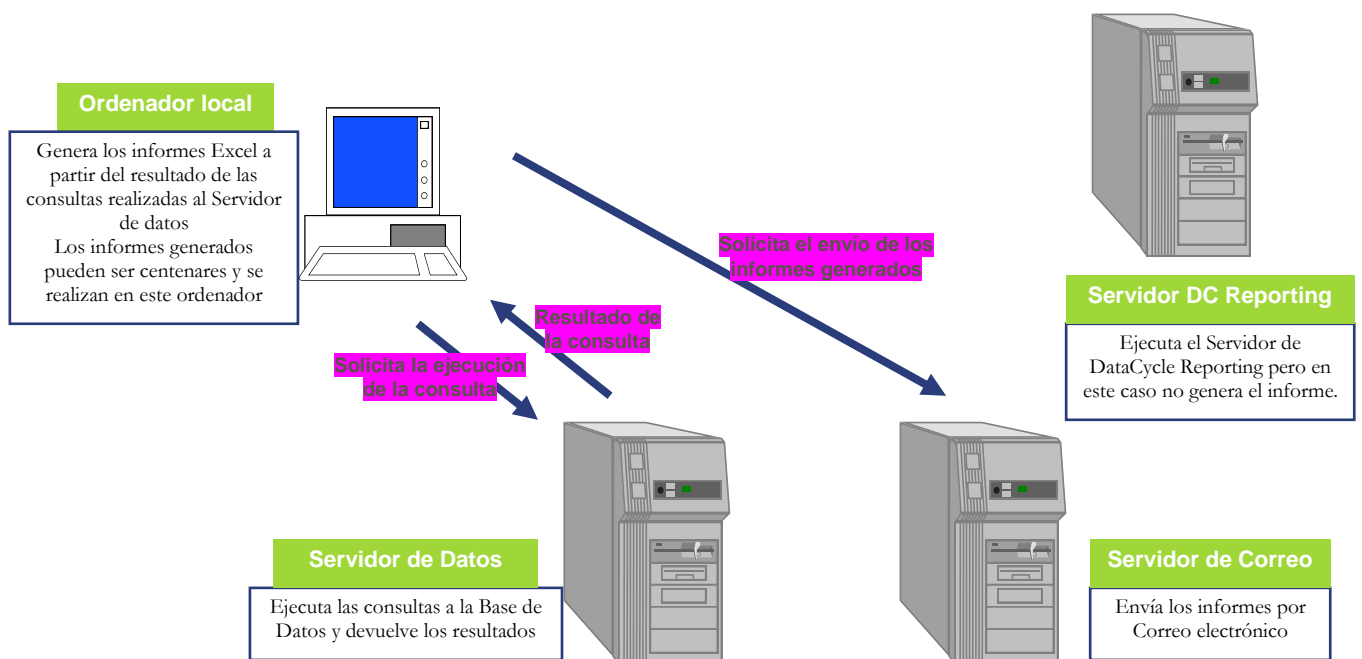 Ordenador local
Genera los informes Excel a
partir del resultado de las
consultas realizadas al Servidor
de datos
Los informes generados
pueden ser centenares y se
realizan en este ordenador
Solicita el envío de los
informes generados
Servidor DC Reporting
Ejecuta el Servidor de
DataCycle Reporting pero en
este caso no genera el informe.
Resultado de
la consulta
Solicita la ejecución
de la consulta
Servidor de Datos
Ejecuta las consultas a la Base de
Datos y devuelve los resultados
Servidor de Correo
Envía los informes por
Correo electrónico